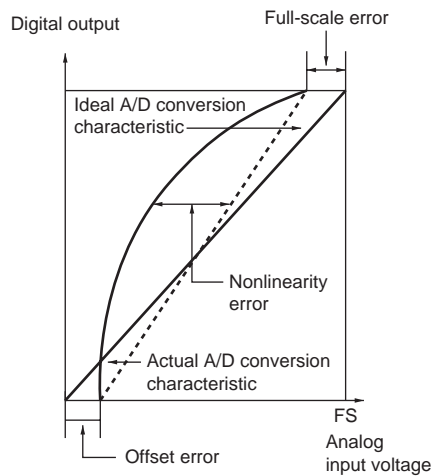 Full-scale error
Digital output
Ideal A/D conversion
characteristic
Nonlinearity
error
Actual A/D conversion
characteristic
FS
Offset error
Analog
input voltage